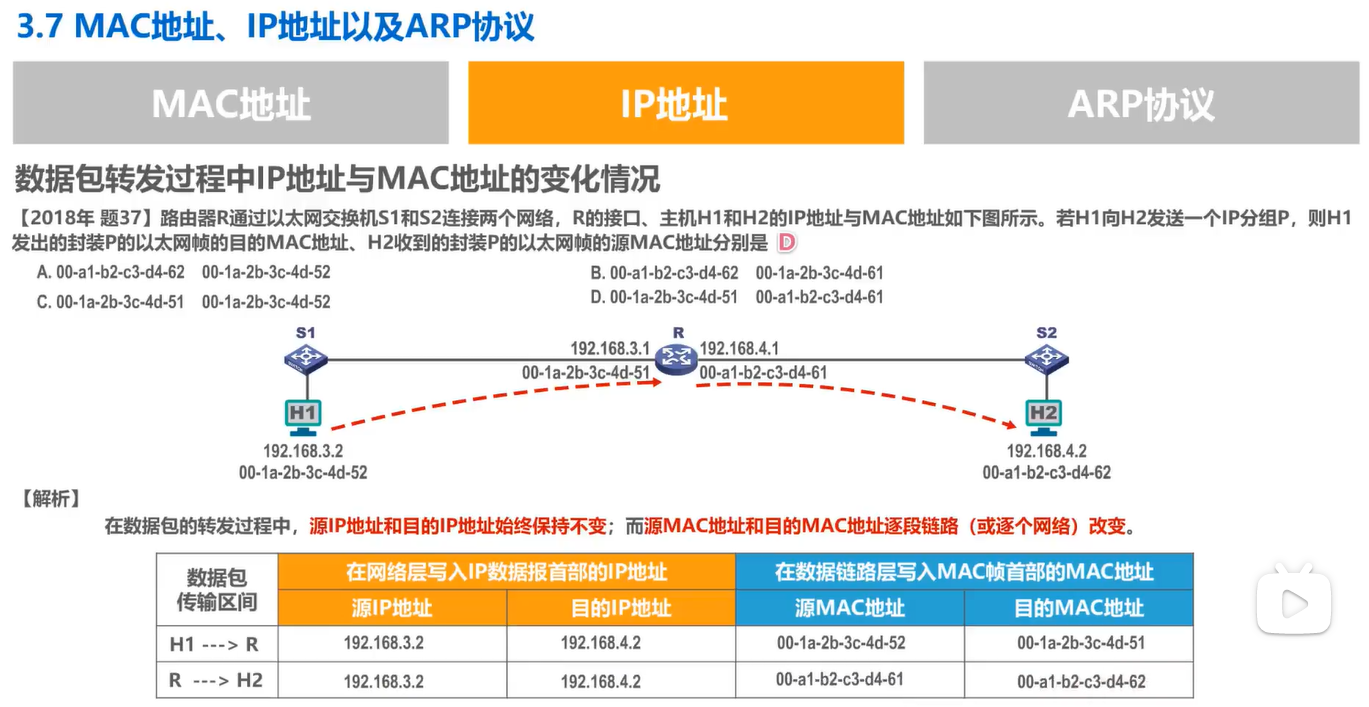 3.7 MAC地址、IP地址以及ARP协议
MAC地址 IP地址 ARP协议
数据包转发过程中IP地址与MAC地址的变化情况
【2018年 题37】路由器R通过以太网交换机S1和S2连接两个网络，R的接口、主机H1和H2的IP地址与MAC地址如下图所示。若H1向H2发送一个IP分组P，则H1
发出的封装P的以太网帧的目的MAC地址、H2收到的封装P的以太网帧的源MAC地址分别是 D
A. 00-a1-b2-c3-d4-62 00-1a-2b-3c-4d-52 B. 00-a1-b2-c3-d4-62 00-1a-2b-3c-4d-61
C. 00-1a-2b-3c-4d-51 00-1a-2b-3c-4d-52 D. 00-1a-2b-3c-4d-51 00-a1-b2-c3-d4-61
S1 R S2
192.168.3.1 192.168.4.1
00-1a-2b-3c-4d-51 00-a1-b2-c3-d4-61
H1 H2
192.168.3.2 192.168.4.2
00-1a-2b-3c-4d-52 00-a1-b2-c3-d4-62
【解析】
在数据包的转发过程中，源IP地址和目的IP地址始终保持不变；而源MAC地址和目的MAC地址逐段链路（或逐个网络）改变。
数据包
传输区间
在网络层写入IP数据报首部的IP地址 在数据链路层写入MAC帧首部的MAC地址
源IP地址 目的IP地址 源MAC地址 目的MAC地址
H1 ---> R 192.168.3.2 192.168.4.2 00-1a-2b-3c-4d-52 00-1a-2b-3c-4d-51
R ---> H2 192.168.3.2 192.168.4.2 00-a1-b2-c3-d4-61 00-a1-b2-c3-d4-62